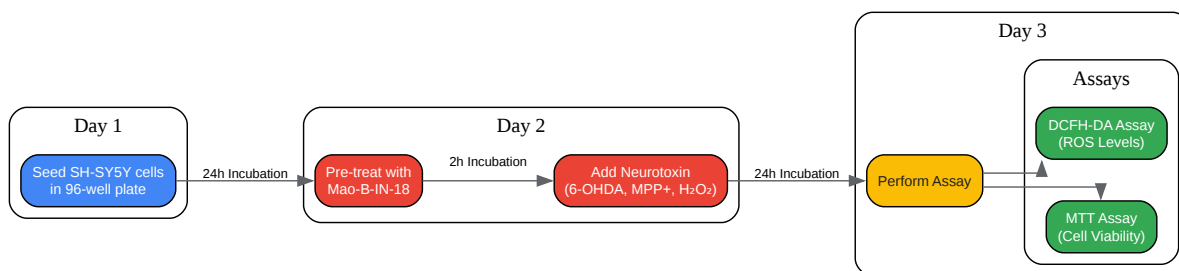 Day 1
Seed SH-SY5Y cells
in 96-well plate
24h Incubation
Day 2
Pre-treat with
Mao-B-IN-18
2h Incubation
Add Neurotoxin
(6-OHDA, MPP+, H₂O₂)
24h Incubation
Day 3
Perform Assay
Assays
DCFH-DA Assay
(ROS Levels)
MTT Assay
(Cell Viability)